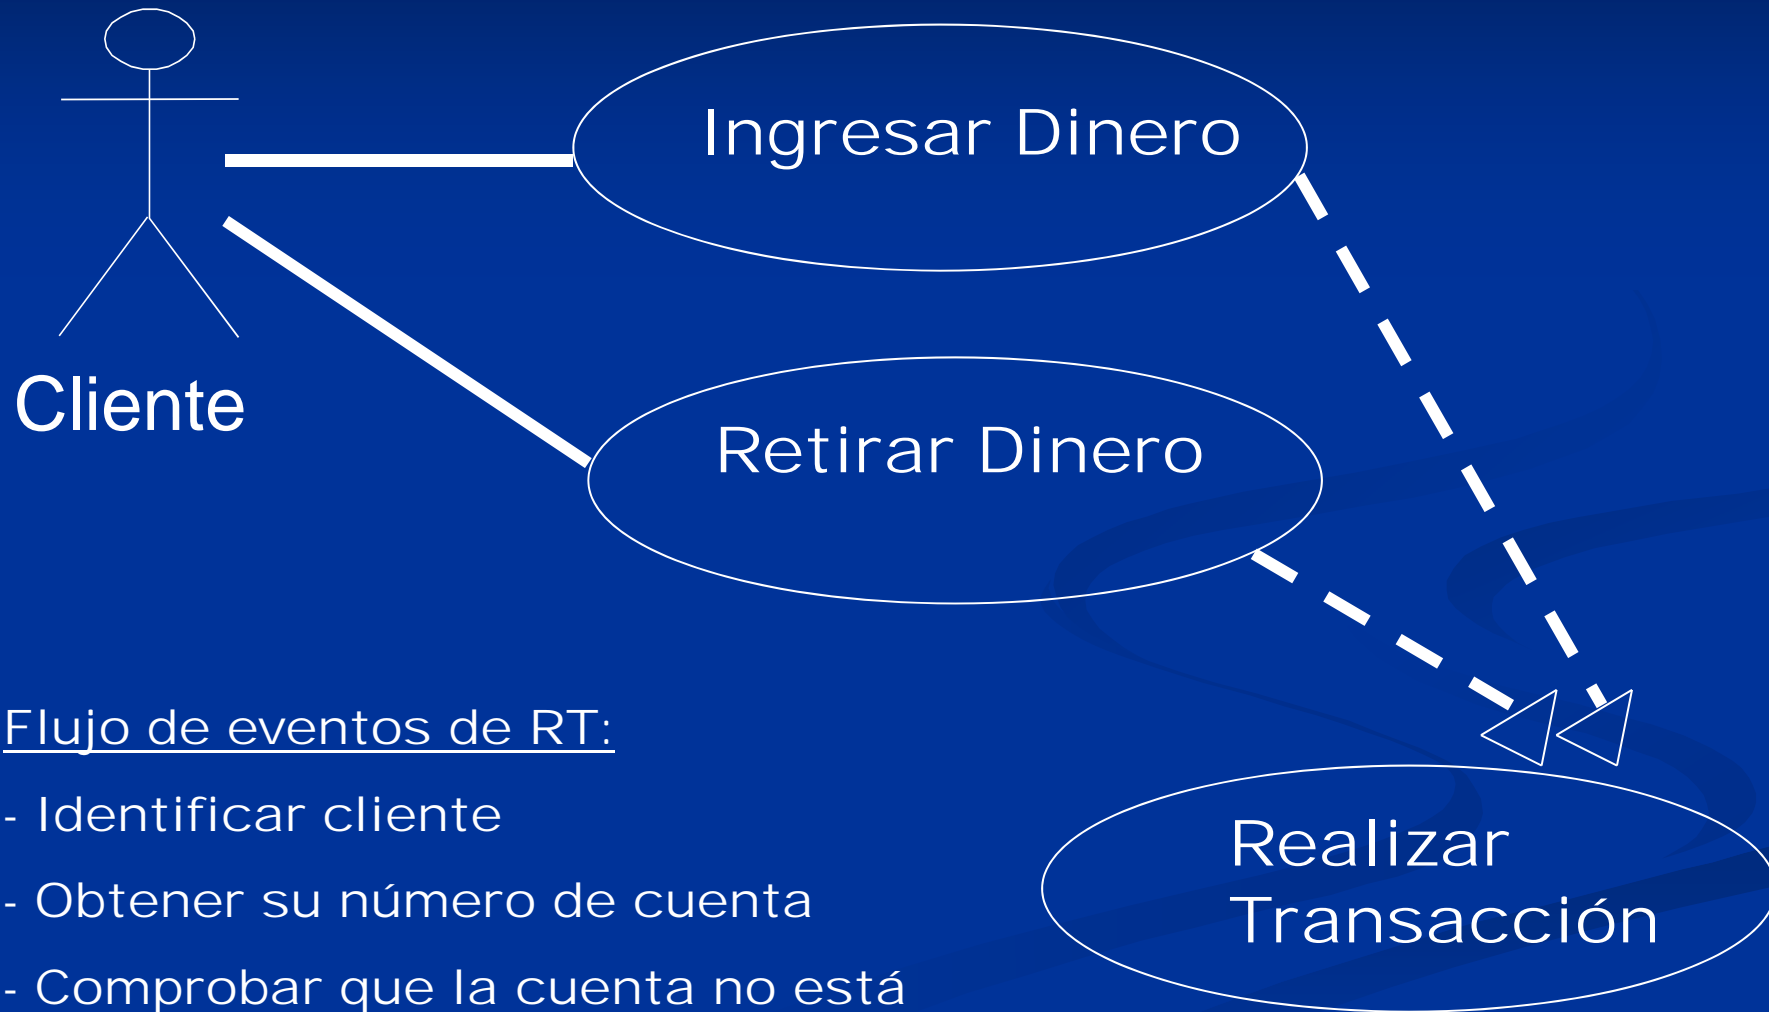 Ingresar Dinero
Cliente
Retirar Dinero
Flujo de eventos de RT:
- Identificar cliente
- Obtener su número de cuenta
- Comprobar que la cuenta no está
Realizar
Transacción